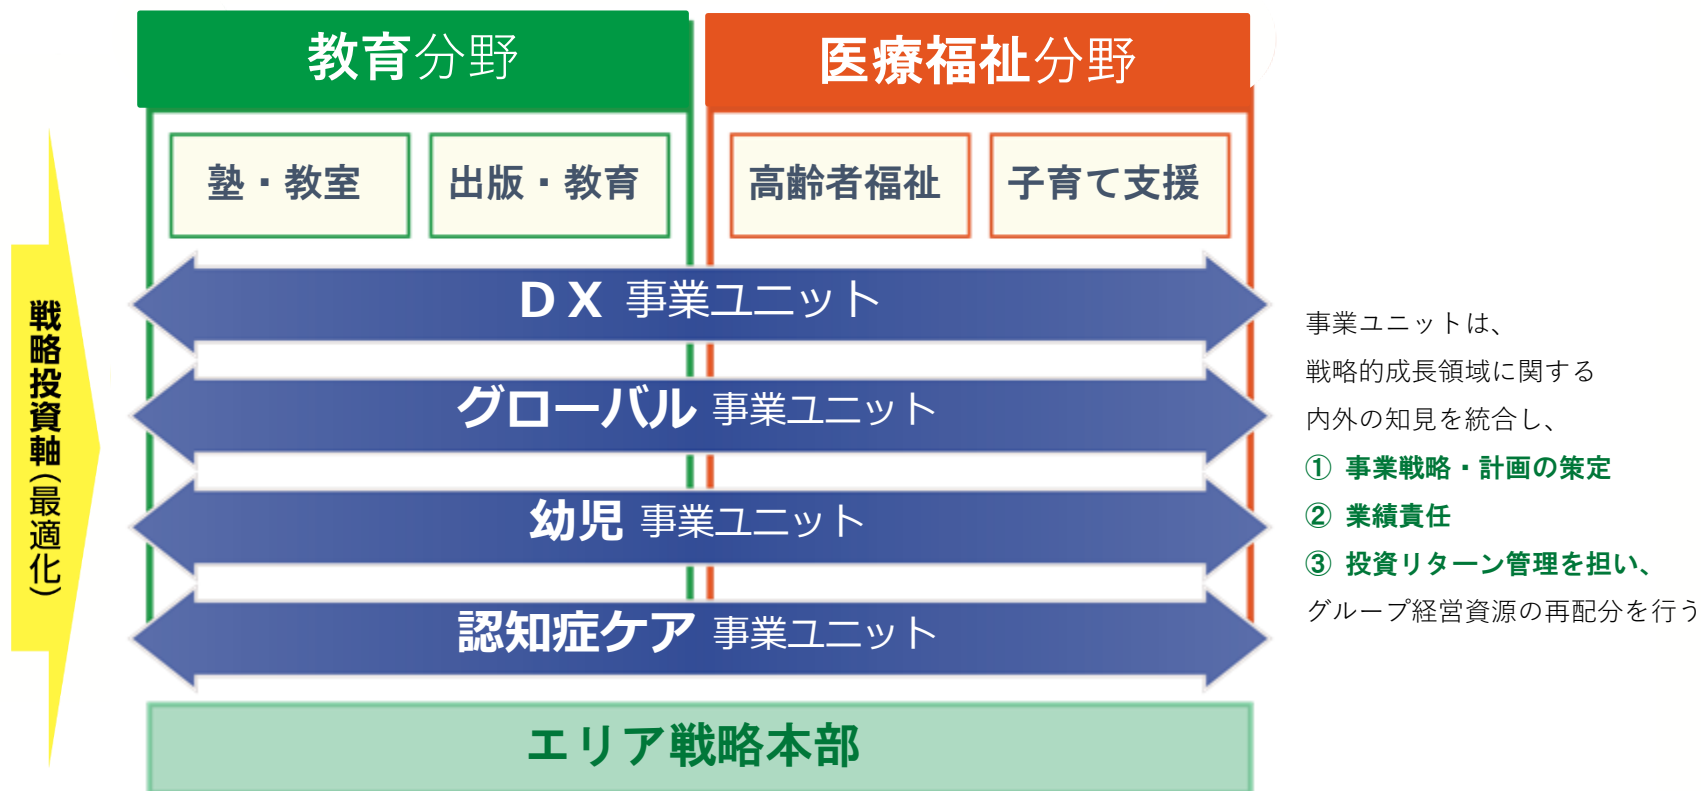 教育分野
医療福祉分野
塾・教室
出版・教育
高齢者福祉
子育て支援
戦略投資軸(最適化)
DX 事業ユニット
グローバル 事業ユニット
幼児 事業ユニット
認知症ケア 事業ユニット
エリア戦略本部
事業ユニットは、
戦略的成長領域に関する
内外の知見を統合し、
① 事業戦略・計画の策定
② 業績責任
③ 投資リターン管理を担い、
グループ経営資源の再配分を行う